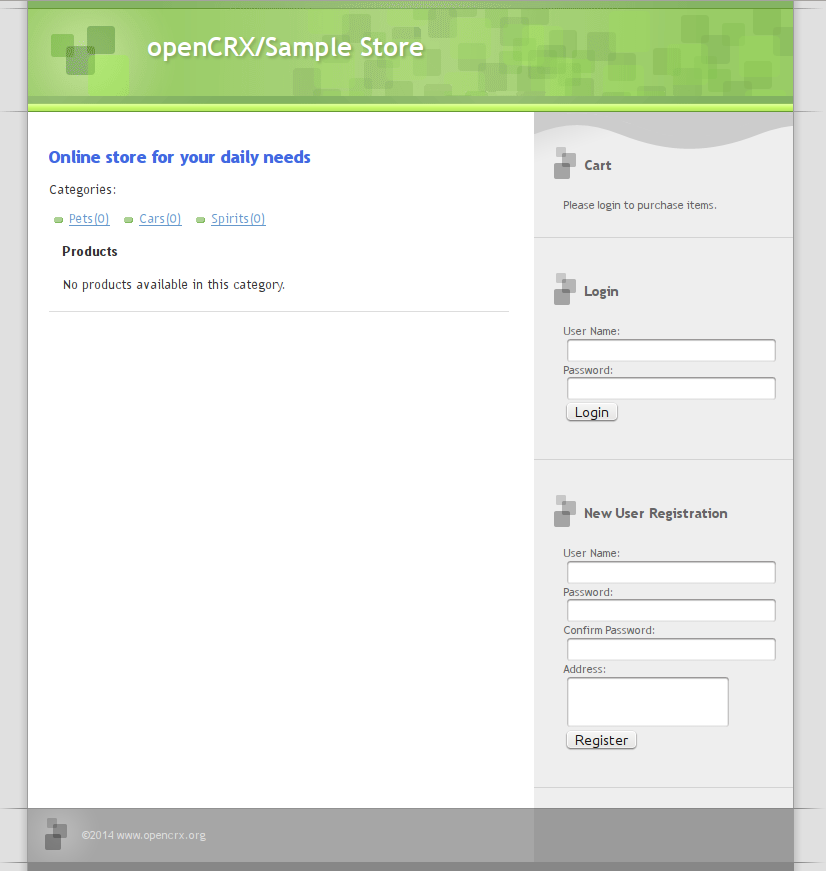 openCRX/Sample Store
Online store for your daily needs
Categories:
Pets(0) Cars(0) Spirits(0)
Products
No products available in this category.
Cart
Please login to purchase items.
Login
User Name:
Password:
Login
New User Registration
User Name:
Password:
Confirm Password:
Address:
Register
©2014 www.opencrx.org